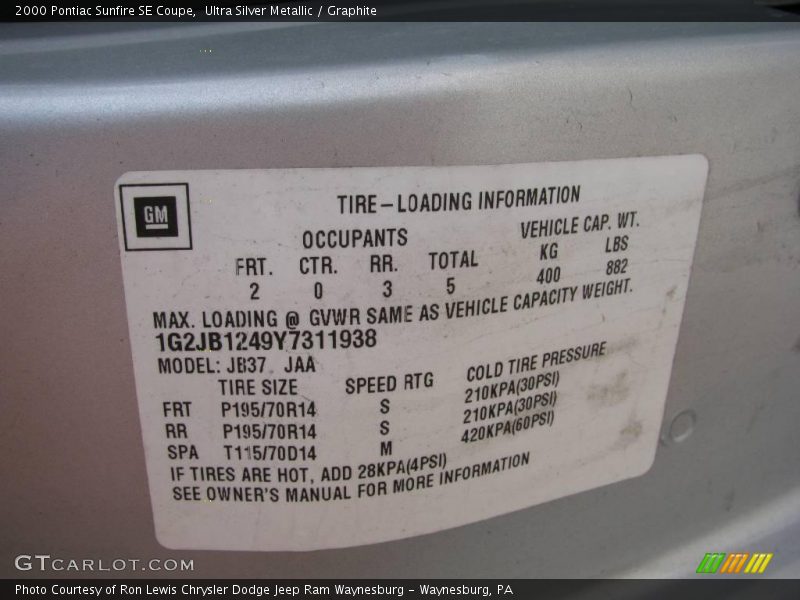 2000 Pontiac Sunfire SE Coupe, Ultra Silver Metallic / Graphite
GM
TIRE-LOADING INFORMATION
OCCUPANTS VEHICLE CAP. WT.
FRT. CTR. RR. TOTAL KG LBS
2 0 3 5 400 882
MAX. LOADING @ GVWR SAME AS VEHICLE CAPACITY WEIGHT.
1G2JB1249Y7311938
MODEL: JB37 JAA
TIRE SIZE SPEED RTG COLD TIRE PRESSURE
FRT P195/70R14 S 210KPA(30PSI)
RR P195/70R14 S 210KPA(30PSI)
SPA T115/70D14 M 420KPA(60PSI)
IF TIRES ARE HOT, ADD 28KPA(4PSI)
SEE OWNER'S MANUAL FOR MORE INFORMATION
GTCARLOT.COM
Photo Courtesy of Ron Lewis Chrysler Dodge Jeep Ram Waynesburg - Waynesburg, PA